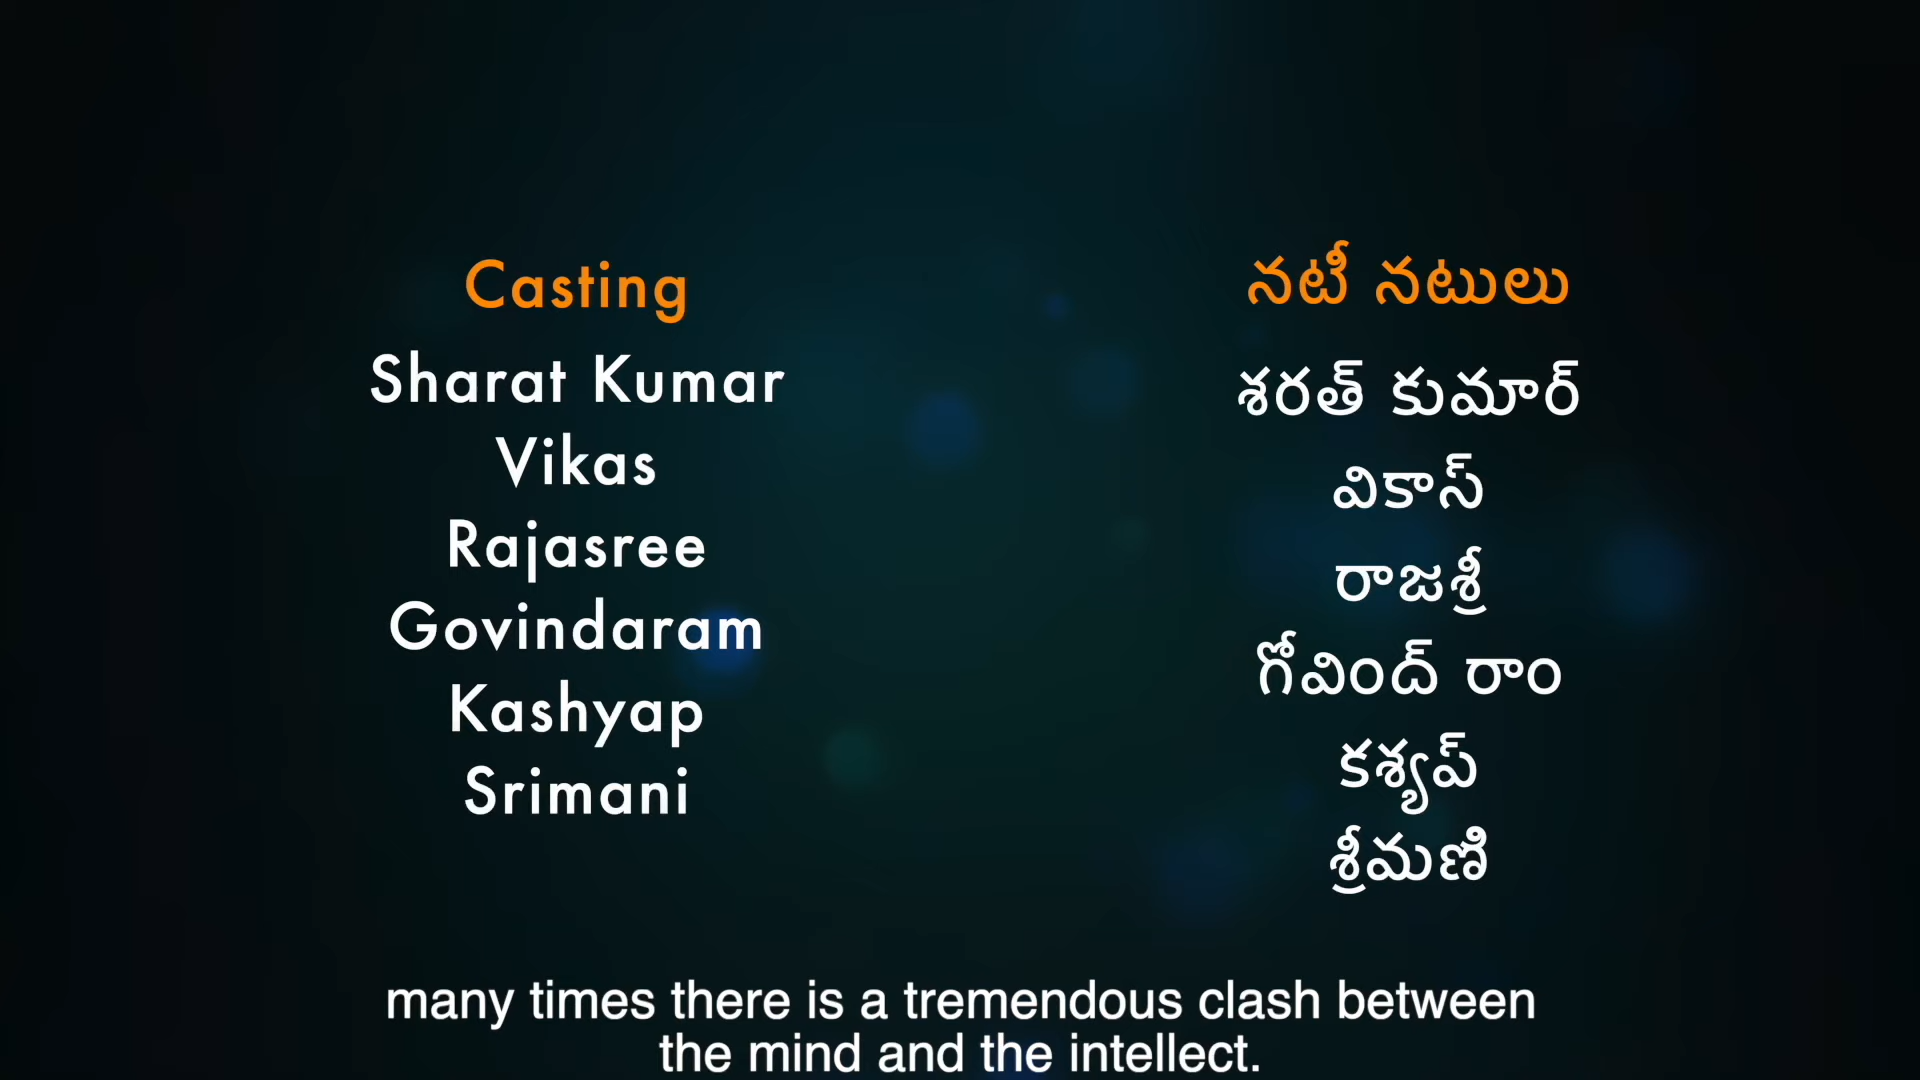 Casting
Sharat Kumar
Vikas
Rajasree
Govindaram
Kashyap
Srimani
నటీ నటులు
శరత్ కుమార్
వికాస్
రాజశ్రీ
గోవింద్ రాం
కశ్యప్
శ్రీమణి
many times there is a tremendous clash between
the mind and the intellect.